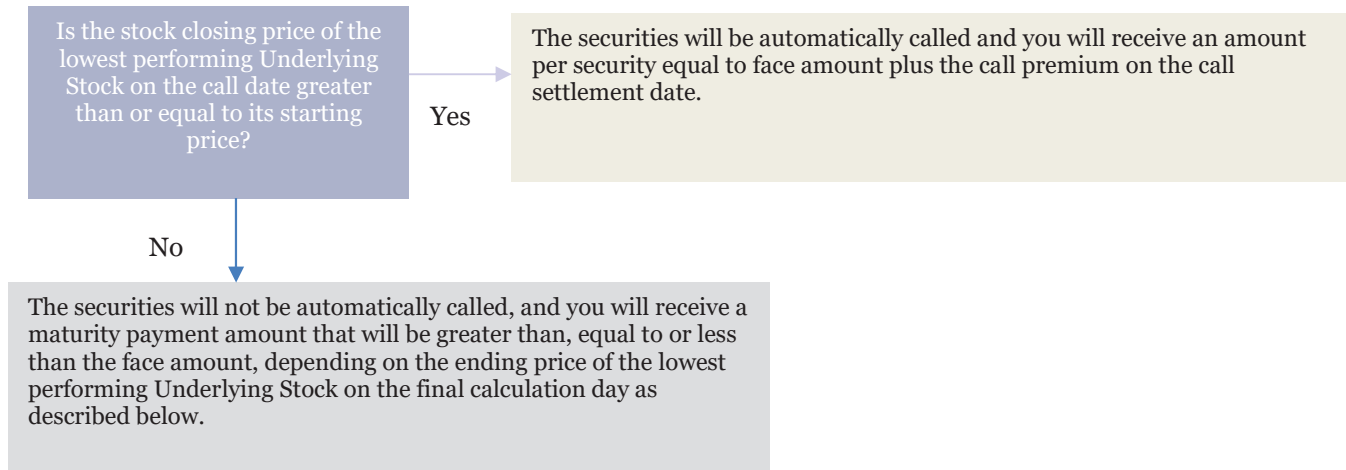 Is the stock closing price of the
lowest performing Underlying
Stock on the call date greater
than or equal to its starting
price?
Yes
The securities will be automatically called and you will receive an amount
per security equal to face amount plus the call premium on the call
settlement date.
No
The securities will not be automatically called, and you will receive a
maturity payment amount that will be greater than, equal to or less
than the face amount, depending on the ending price of the lowest
performing Underlying Stock on the final calculation day as
described below.